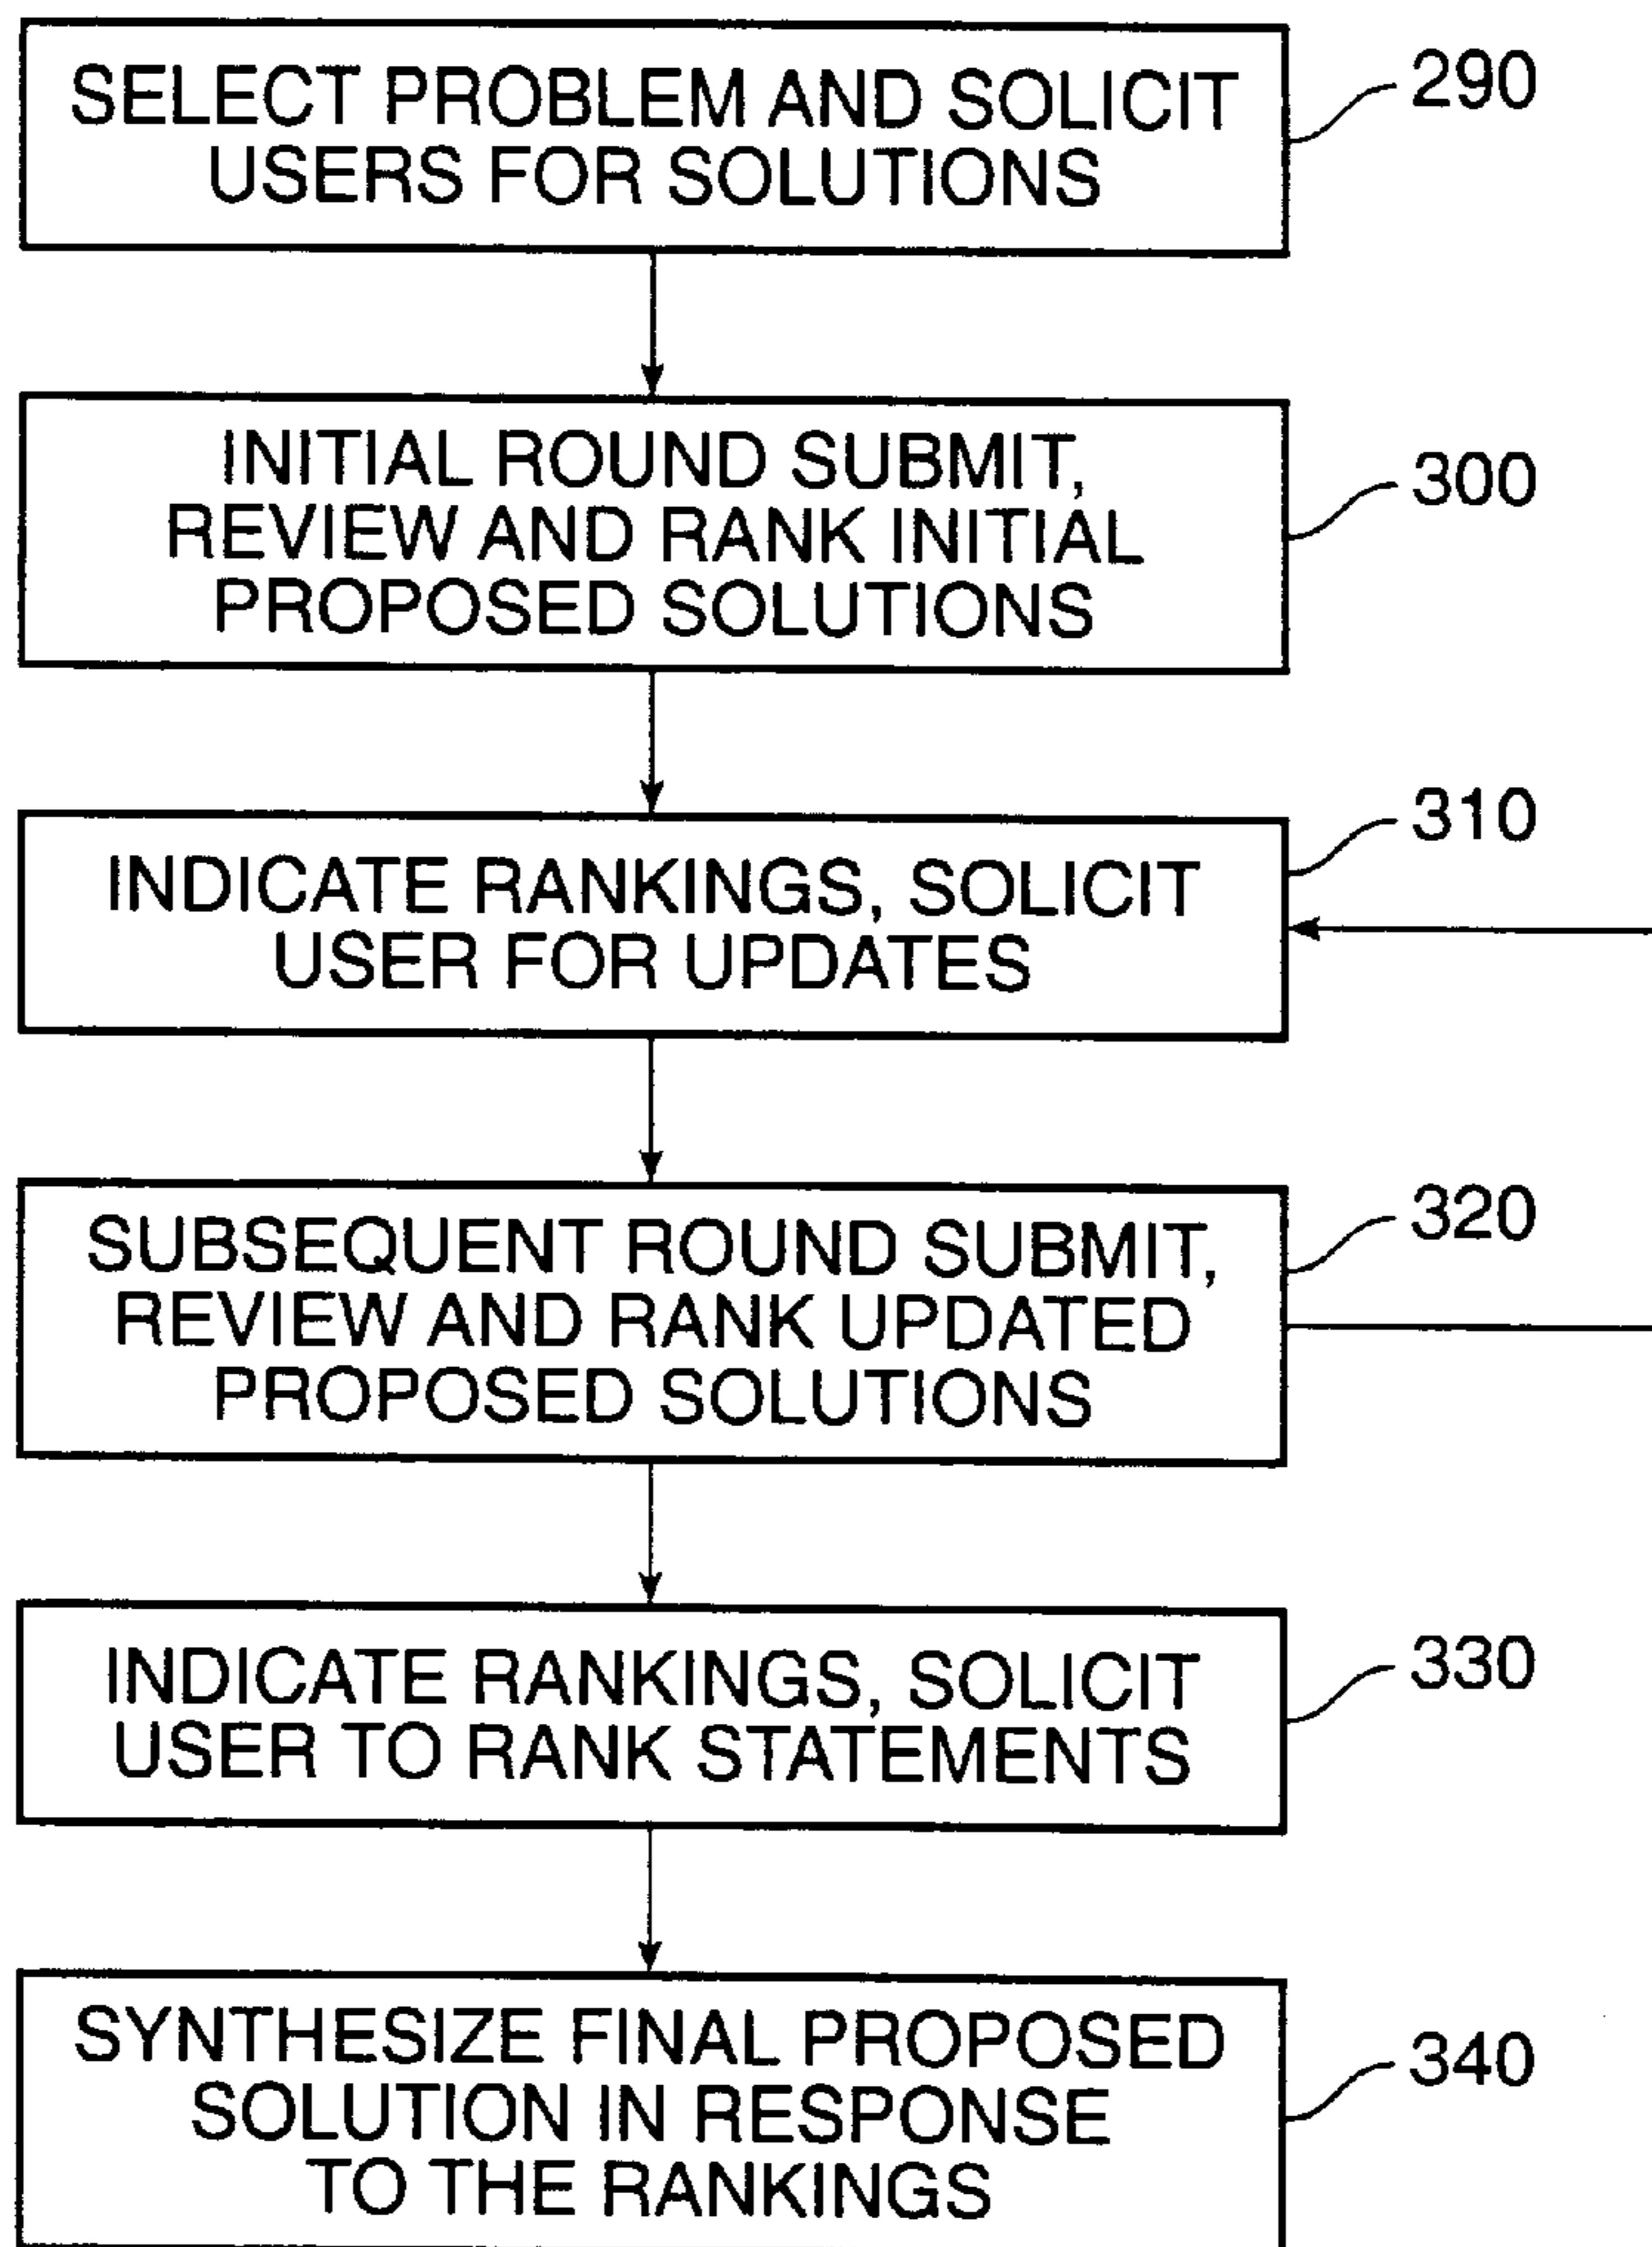 SELECT PROBLEM AND SOLICIT
USERS FOR SOLUTIONS
290
INITIAL ROUND SUBMIT,
REVIEW AND RANK INITIAL
PROPOSED SOLUTIONS
300
INDICATE RANKINGS, SOLICIT
USER FOR UPDATES
310
SUBSEQUENT ROUND SUBMIT,
REVIEW AND RANK UPDATED
PROPOSED SOLUTIONS
320
INDICATE RANKINGS, SOLICIT
USER TO RANK STATEMENTS
330
SYNTHESIZE FINAL PROPOSED
SOLUTION IN RESPONSE
TO THE RANKINGS
340